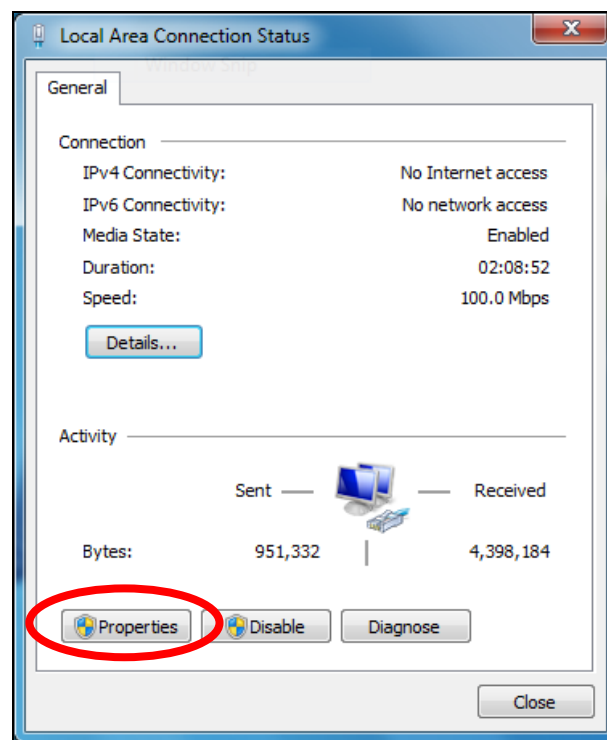 Local Area Connection Status
Window Snip
General
Connection
IPv4 Connectivity: No Internet access
IPv6 Connectivity: No network access
Media State: Enabled
Duration: 02:08:52
Speed: 100.0 Mbps
Details...
Activity
Sent Received
Bytes: 951,332 4,398,184
Properties Disable Diagnose
Close